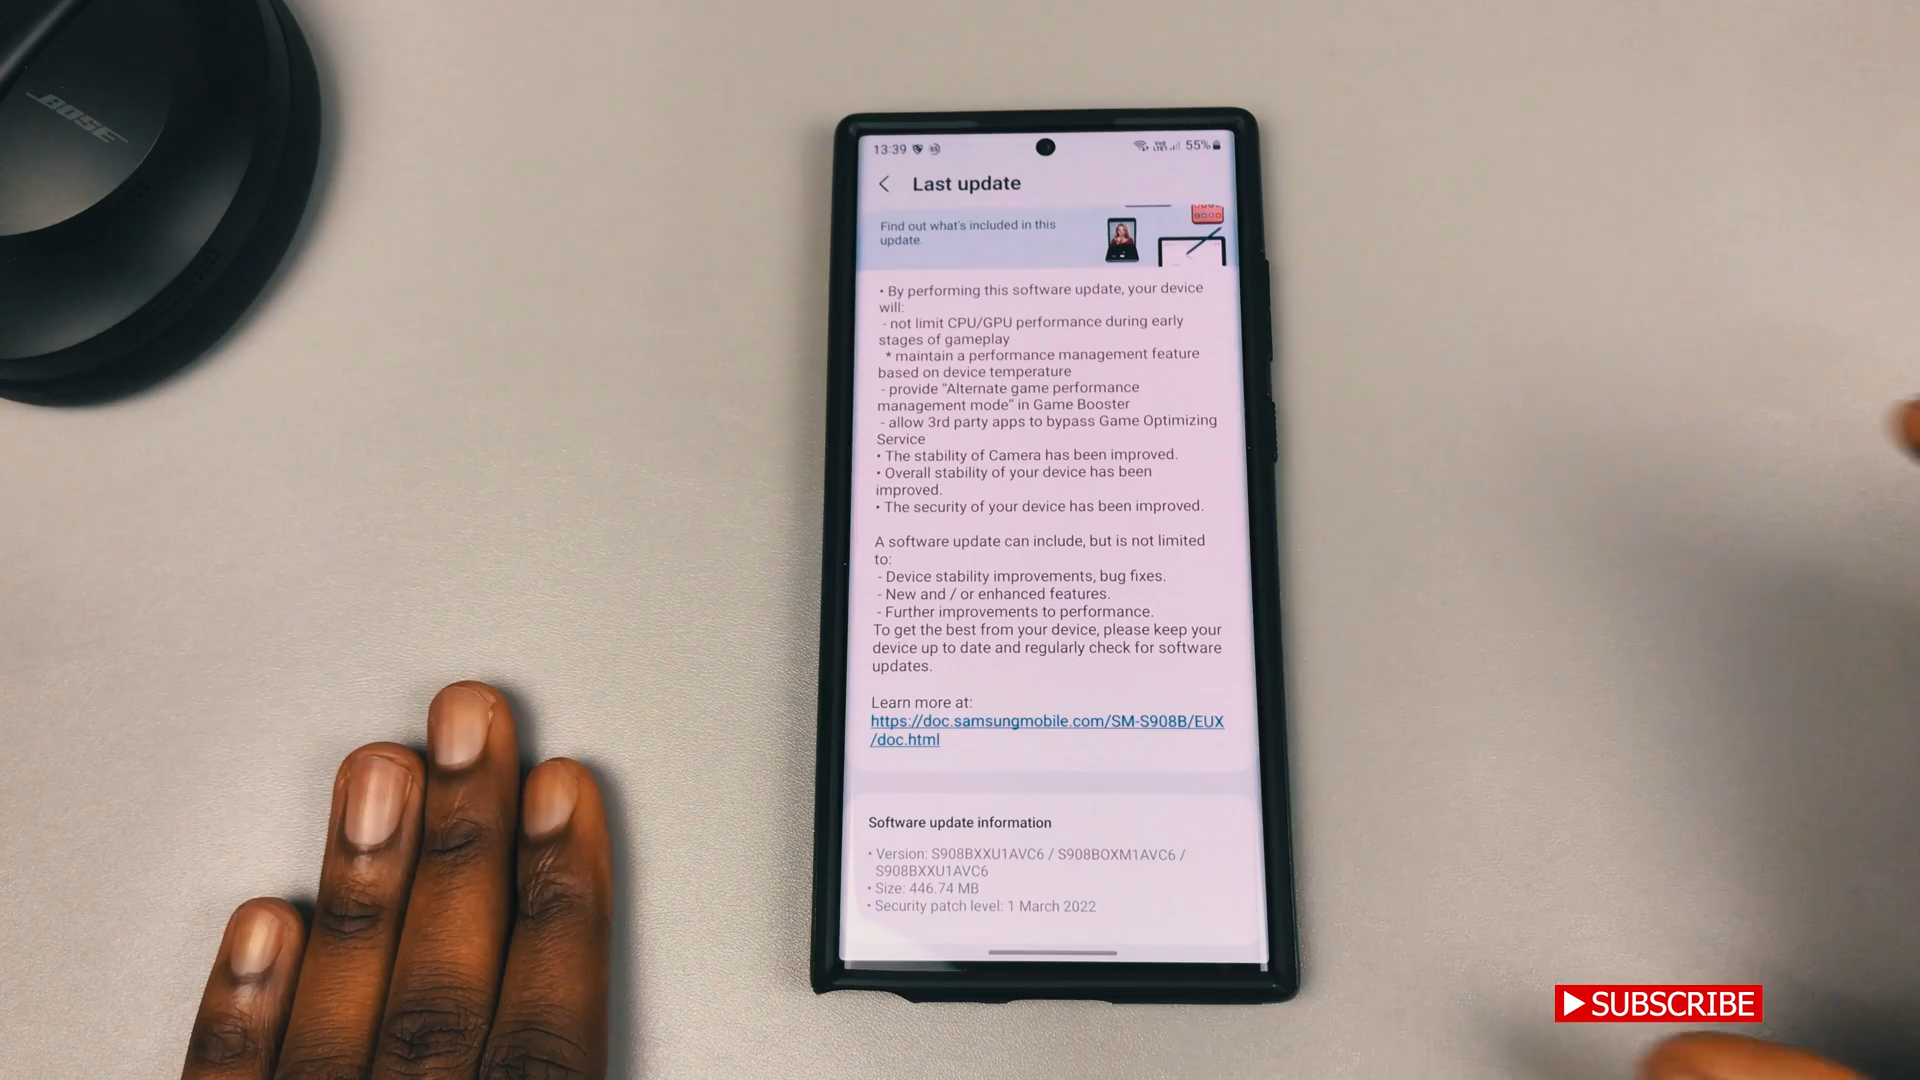 BOSE
13:39
55%
Last update
Find out what's included in this
update.
• By performing this software update, your device
will:
- not limit CPU/GPU performance during early
stages of gameplay
* maintain a performance management feature
based on device temperature
- provide "Alternate game performance
management mode" in Game Booster
- allow 3rd party apps to bypass Game Optimizing
Service
• The stability of Camera has been improved.
• Overall stability of your device has been
improved.
• The security of your device has been improved.
A software update can include, but is not limited
to:
- Device stability improvements, bug fixes.
- New and / or enhanced features.
- Further improvements to performance.
To get the best from your device, please keep your
device up to date and regularly check for software
updates.
Learn more at:
https://doc.samsungmobile.com/SM-S908B/EUX
/doc.html
Software update information
• Version: S908BXXU1AVC6 / S908BOXM1AVC6 /
S908BXXU1AVC6
• Size: 446.74 MB
• Security patch level: 1 March 2022
SUBSCRIBE